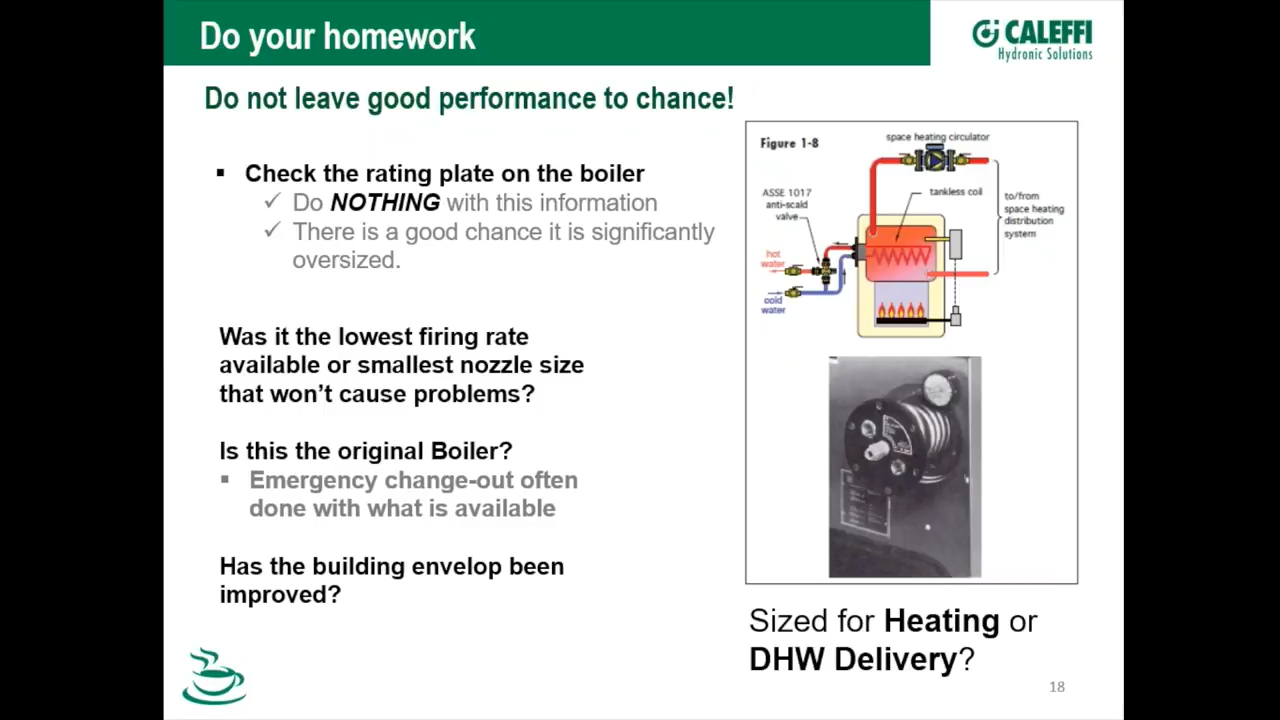 Do your homework
CALEFFI
Hydronic Solutions
Do not leave good performance to chance!
▪ Check the rating plate on the boiler
✓ Do NOTHING with this information
✓ There is a good chance it is significantly
oversized.
Was it the lowest firing rate
available or smallest nozzle size
that won’t cause problems?
Is this the original Boiler?
▪ Emergency change-out often
done with what is available
Has the building envelop been
improved?
Figure 1-8
space heating circulator
ASSE 1017
anti-scald
valve
tankless coil
to/from
space heating
distribution
system
hot
water
cold
water
Sized for Heating or
DHW Delivery?
18